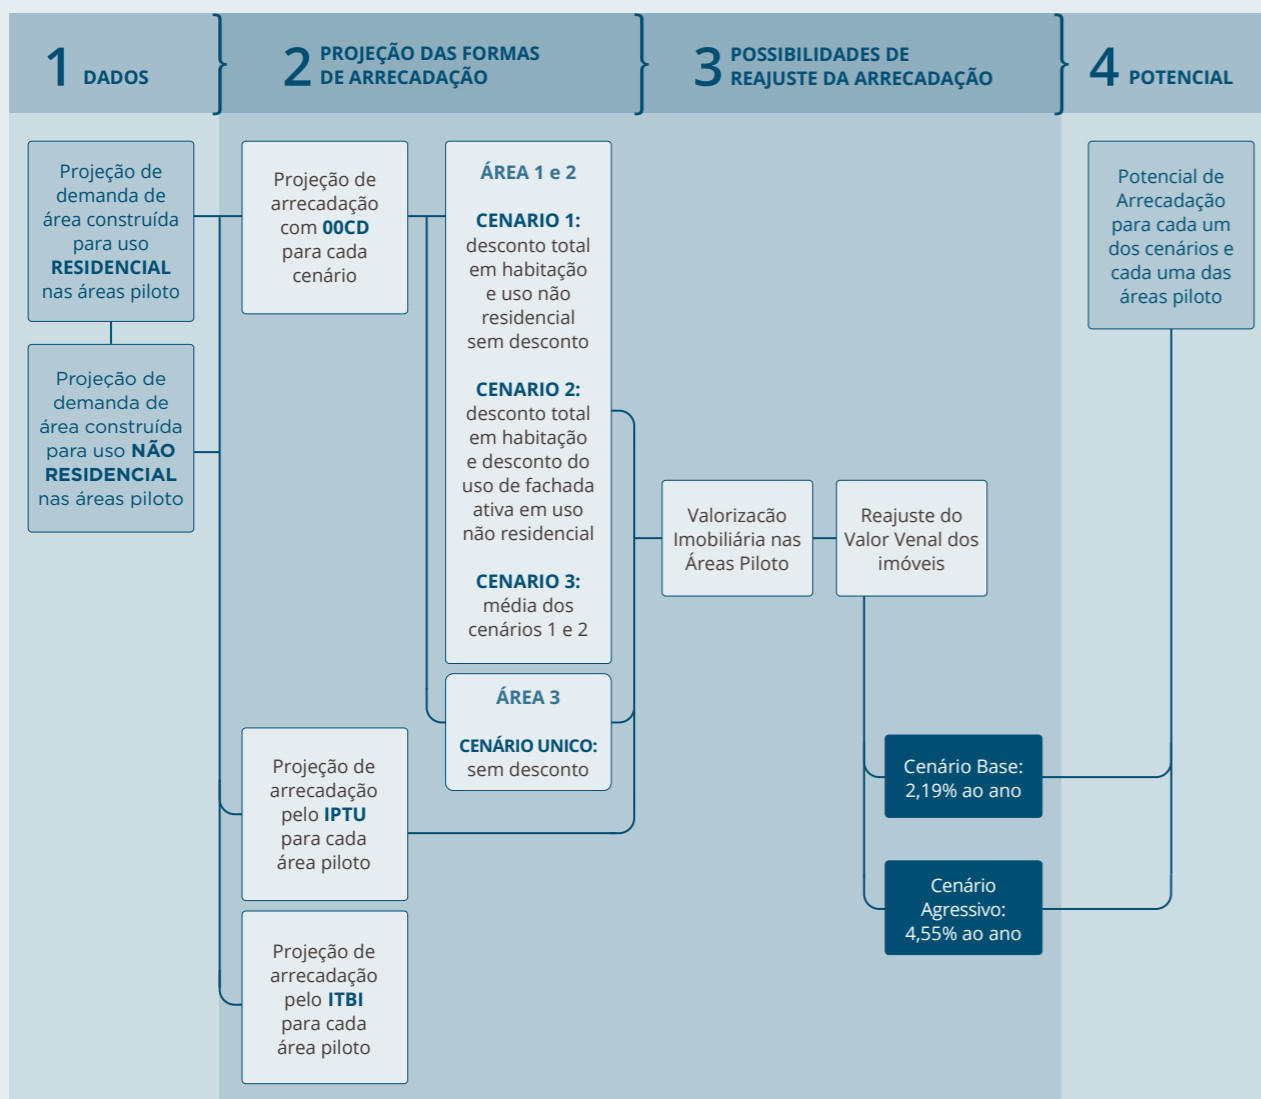 1 DADOS
2 PROJEÇÃO DAS FORMAS
DE ARRECADAÇÃO
3 POSSIBILIDADES DE
REAJUSTE DA ARRECADAÇÃO
4 POTENCIAL
Projeção de
demanda de
área construída
para uso
RESIDENCIAL
nas áreas piloto
Projeção de
demanda de
área construída
para uso NÃO
RESIDENCIAL
nas áreas piloto
Projeção de
arrecadação
com 00CD
para cada
cenário
ÁREA 1 e 2
CENARIO 1:
desconto total
em habitação
e uso não
residencial
sem desconto
CENARIO 2:
desconto total
em habitação
e desconto do
uso de fachada
ativa em uso
não residencial
CENARIO 3:
média dos
cenários 1 e 2
ÁREA 3
CENÁRIO UNICO:
sem desconto
Projeção de
arrecadação
pelo IPTU
para cada
área piloto
Projeção de
arrecadação
pelo ITBI
para cada
área piloto
Valorizacão
Imobiliária nas
Áreas Piloto
Reajuste do
Valor Venal dos
imóveis
Cenário Base:
2,19% ao ano
Cenário
Agressivo:
4,55% ao ano
Potencial de
Arrecadação
para cada um
dos cenários e
cada uma das
áreas piloto